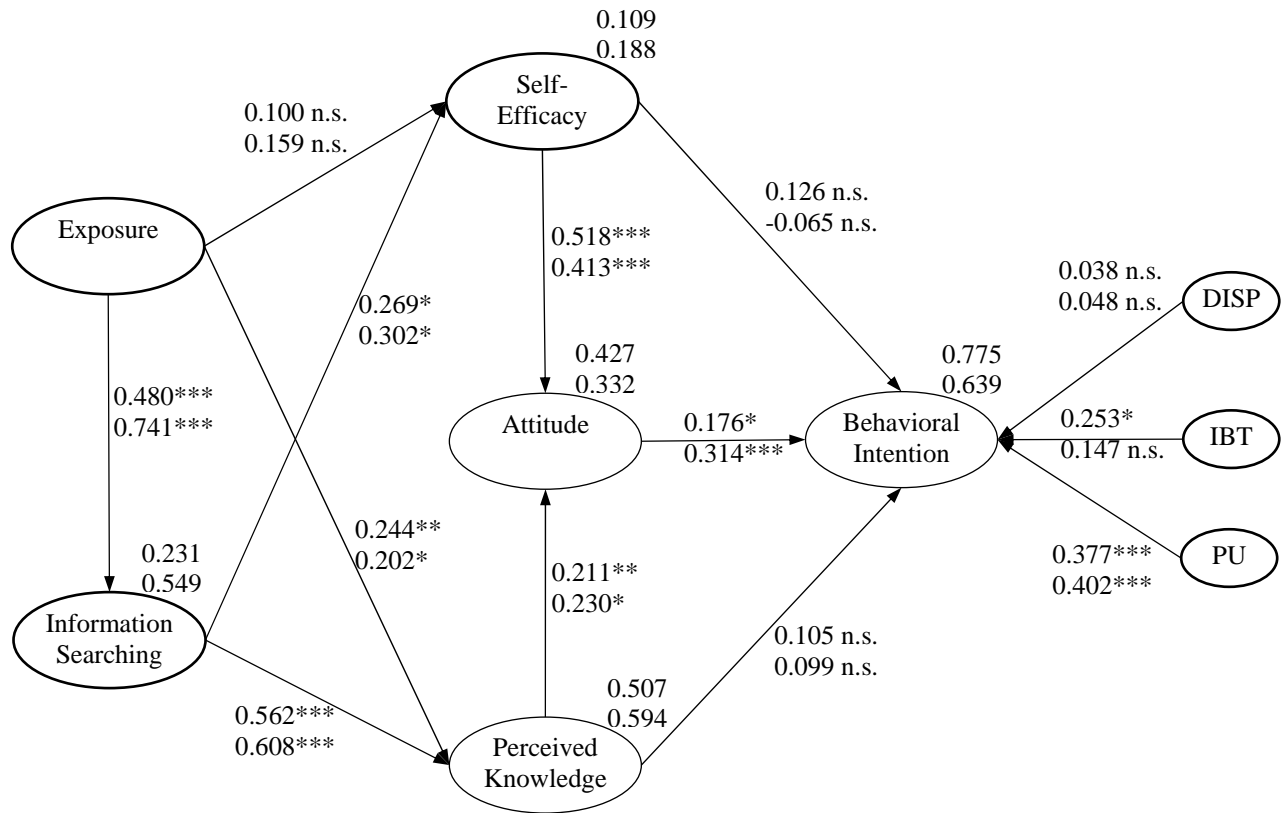 0.109
0.188
Self-
Efficacy
0.100 n.s.
0.159 n.s.
0.126 n.s.
-0.065 n.s.
Exposure
0.518***
0.413***
0.038 n.s.
0.048 n.s.
DISP
0.269*
0.302*
0.427
0.332
0.775
0.639
0.480***
0.741***
Attitude
0.176*
0.314***
Behavioral
Intention
0.253*
0.147 n.s.
IBT
0.244**
0.202*
0.231
0.549
0.211**
0.230*
0.377***
0.402***
PU
Information
Searching
0.105 n.s.
0.099 n.s.
0.507
0.594
0.562***
0.608***
Perceived
Knowledge